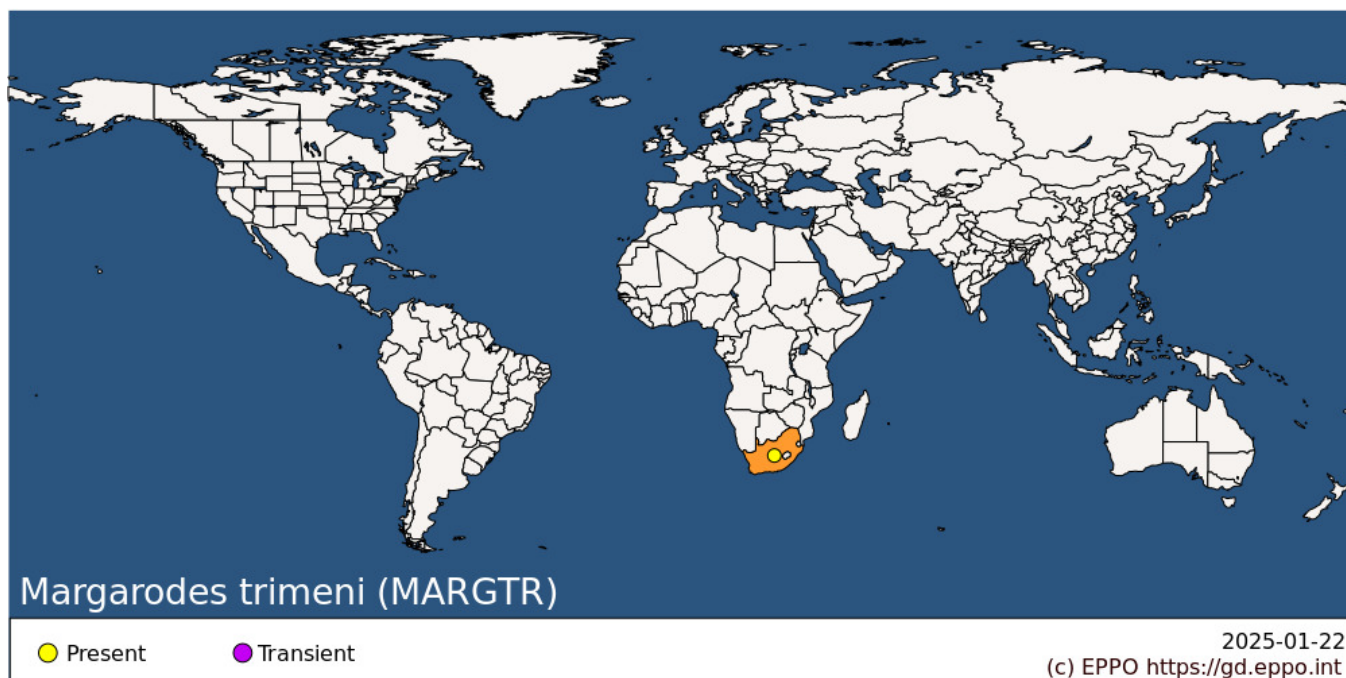 Margarodes trimeni (MARGTR)
Present
Transient
2025-01-22
(c) EPPO https://gd.eppo.int